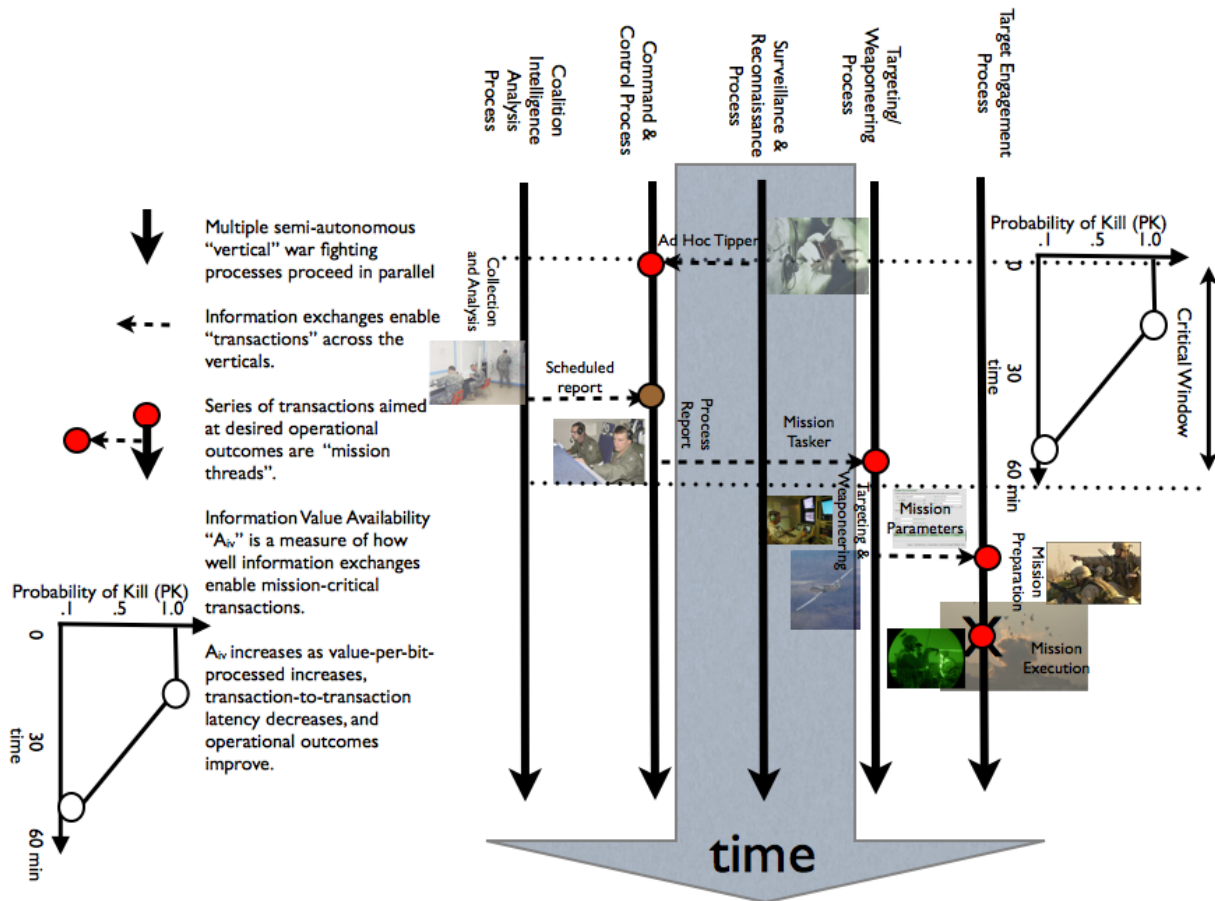 Coalition
Intelligence
Analysis
Process
Command &
Control Process
Surveillance &
Reconnaissance
Process
Targeting/
Weaponeering
Process
Target Engagement
Process
Multiple semi-autonomous
“vertical” war fighting
processes proceed in parallel
Information exchanges enable
“transactions” across the
verticals.
Series of transactions aimed
at desired operational
outcomes are “mission
threads”.
Information Value Availability
“Aiv” is a measure of how
well information exchanges
enable mission-critical
transactions.
Aiv increases as value-per-bit-
processed increases,
transaction-to-transaction
latency decreases, and
operational outcomes
improve.
Probability of Kill (PK)
.1 .5 1.0
0
30
time
60 min
Ad Hoc Tipper
Collection
and Analysis
Scheduled
report
Process
Report
Mission
Tasker
Targeting &
Weaponeering
Mission
Parameters
Mission
Preparation
Mission
Execution
Probability of Kill (PK)
.1 .5 1.0
0
30
time
60 min
Critical Window
time